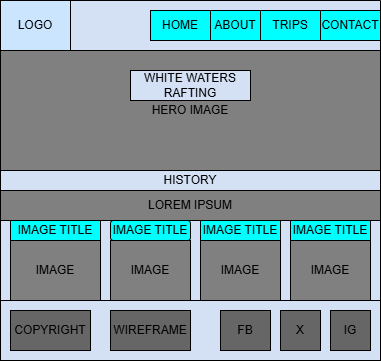 LOGO
HOME ABOUT TRIPS CONTACT
WHITE WATERS
RAFTING
HERO IMAGE
HISTORY
LOREM IPSUM
IMAGE TITLE IMAGE TITLE IMAGE TITLE IMAGE TITLE
IMAGE IMAGE IMAGE IMAGE
COPYRIGHT WIREFRAME FB X IG